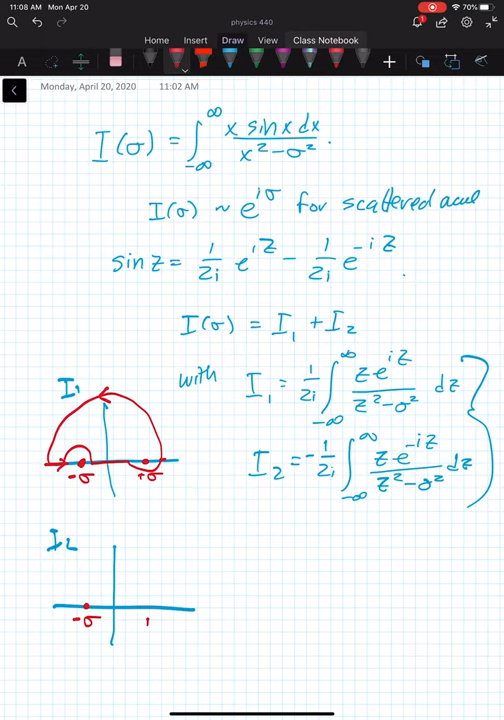 11:08 AM Mon Apr 20
70%
physics 440
1
Home Insert Draw View Class Notebook
A
Monday, April 20, 2020 11:02 AM
I(σ) = ∫_{-∞}^{∞} x sin x dx / x² - σ² .
I(σ) ~ e^{iσ} for scattered
sin z = 1/2i e^{iz} - 1/2i e^{-iz} .
I(σ) = I₁ + I₂
with I₁ = 1/2i ∫_{-∞}^{∞} z e^{iz} / z² - σ² dz
I₂ = - 1/2i ∫_{-∞}^{∞} z e^{-iz} / z² - σ² dz
I₁
-σ +σ
I₂
-σ